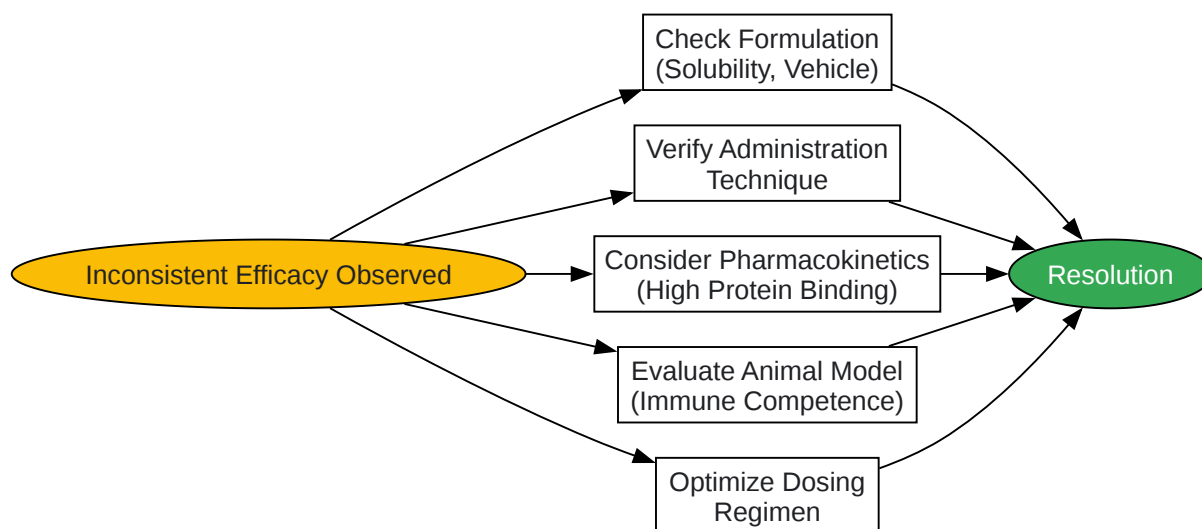 Check Formulation
(Solubility, Vehicle)
Verify Administration
Technique
Inconsistent Efficacy Observed
Consider Pharmacokinetics
(High Protein Binding)
Resolution
Evaluate Animal Model
(Immune Competence)
Optimize Dosing
Regimen